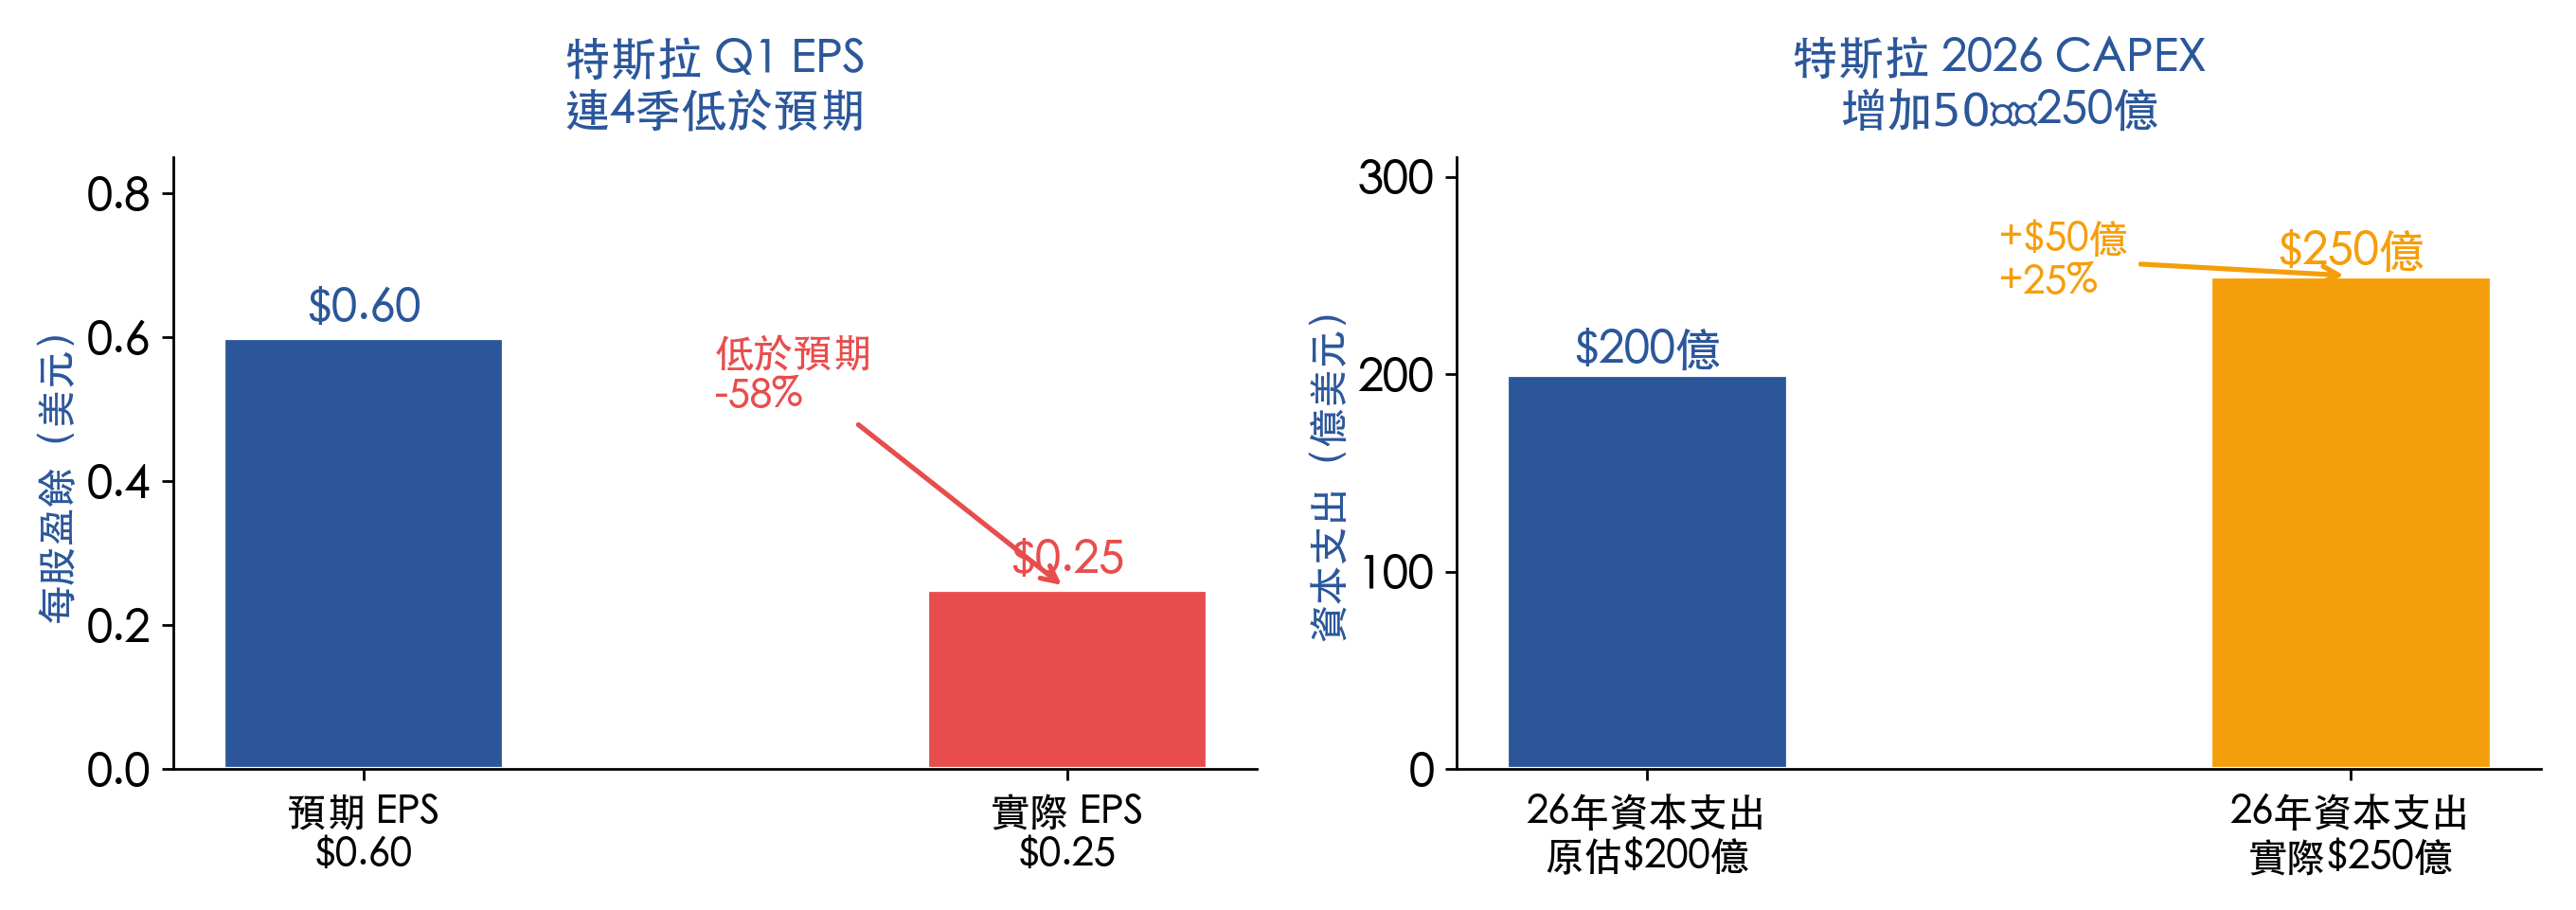 特斯拉 Q1 EPS
連4季低於預期
每股盈餘（美元）
0.8
0.6
0.4
0.2
0.0
$0.60
低於預期
-58%
$0.25
預期 EPS
$0.60
實際 EPS
$0.25
特斯拉 2026 CAPEX
增加50¤¤250億
資本支出（億美元）
300
200
100
0
$200億
+$50億
+25%
$250億
26年資本支出
原估$200億
26年資本支出
實際$250億